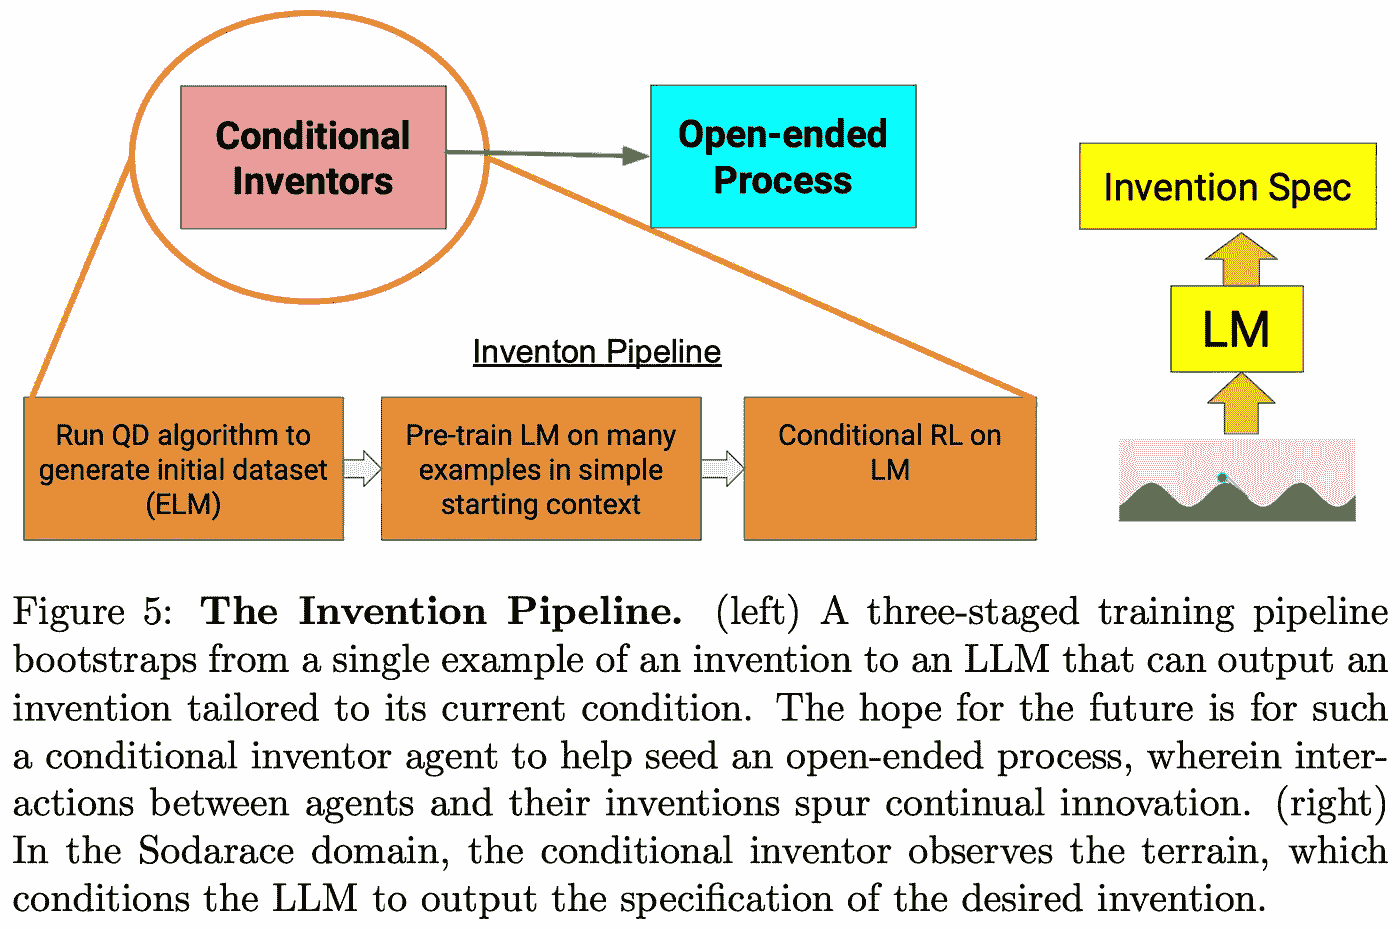 Conditional
Inventors
Open-ended
Process
Invention Spec
LM
Inventon Pipeline
Run QD algorithm to
generate initial dataset
(ELM)
Pre-train LM on many
examples in simple
starting context
Conditional RL on
LM
Figure 5: The Invention Pipeline. (left) A three-staged training pipeline
bootstraps from a single example of an invention to an LLM that can output an
invention tailored to its current condition. The hope for the future is for such
a conditional inventor agent to help seed an open-ended process, wherein inter-
actions between agents and their inventions spur continual innovation. (right)
In the Sodarace domain, the conditional inventor observes the terrain, which
conditions the LLM to output the specification of the desired invention.